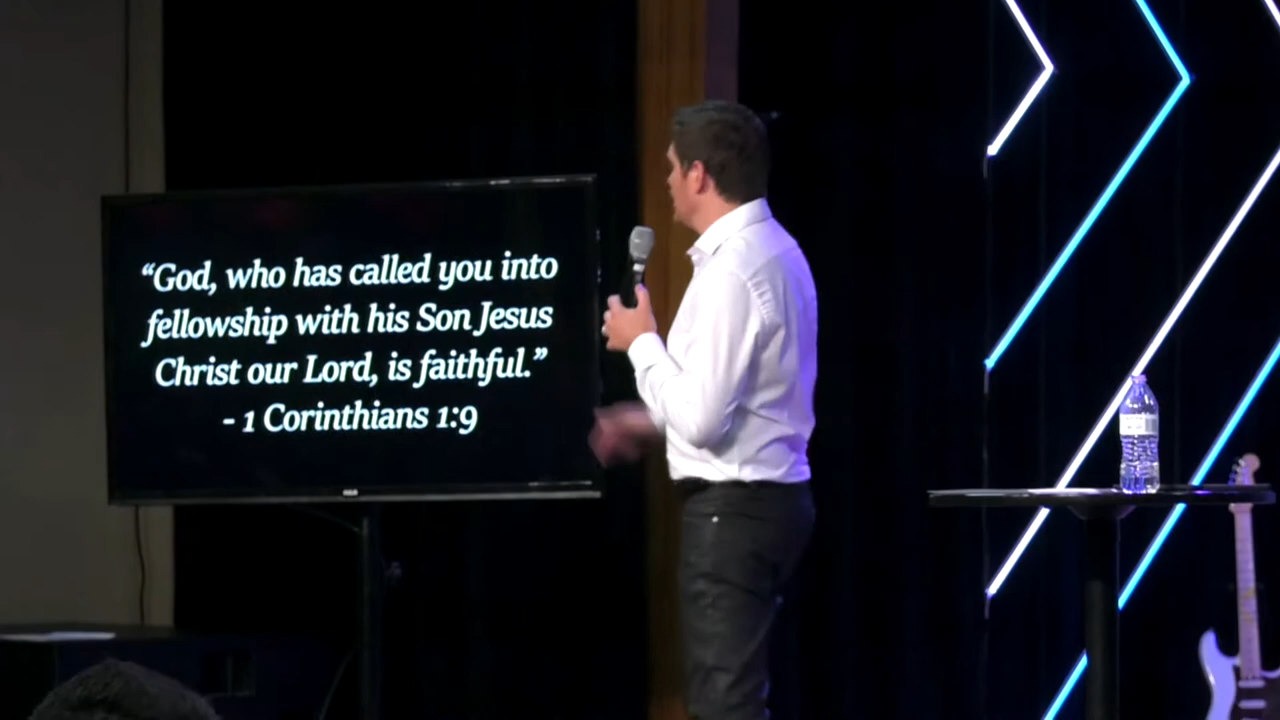 “God, who has called you into
fellowship with his Son Jesus
Christ our Lord, is faithful.”
- 1 Corinthians 1:9
RCA